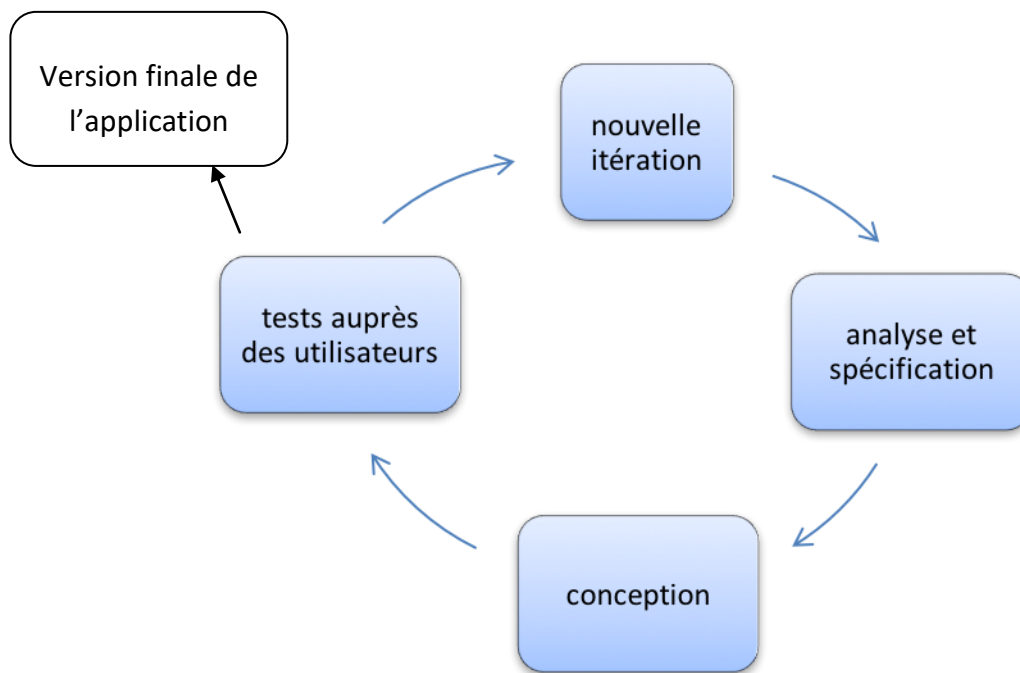 Version finale de
l’application
nouvelle
itération
tests auprès
des utilisateurs
analyse et
spécification
conception